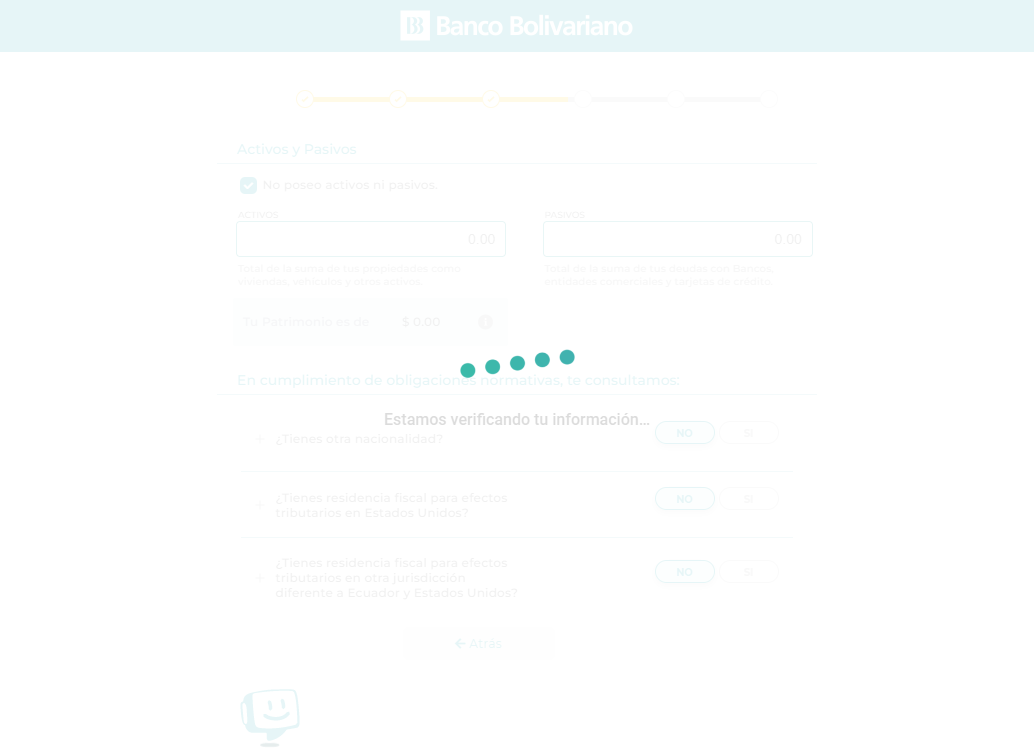 Banco Bolivariano
Activos y Pasivos
No poseo activos ni pasivos.
ACTIVOS
PASIVOS
0.00
0.00
Total de la suma de tus propiedades como:
viviendas, vehículos y otros activos.
Total de la suma de tus deudas con Bancos,
entidades comerciales y tarjetas de crédito.
Tu Patrimonio es de
$ 0.00
En cumplimiento de obligaciones normativas, te consultamos:
Estamos verificando tu información...
+ ¿Tienes otra nacionalidad?
NO
SI
+ ¿Tienes residencia fiscal para efectos
tributarios en Estados Unidos?
NO
SI
+ ¿Tienes residencia fiscal para efectos
tributarios en otra jurisdicción
diferente a Ecuador y Estados Unidos?
NO
SI
Atrás